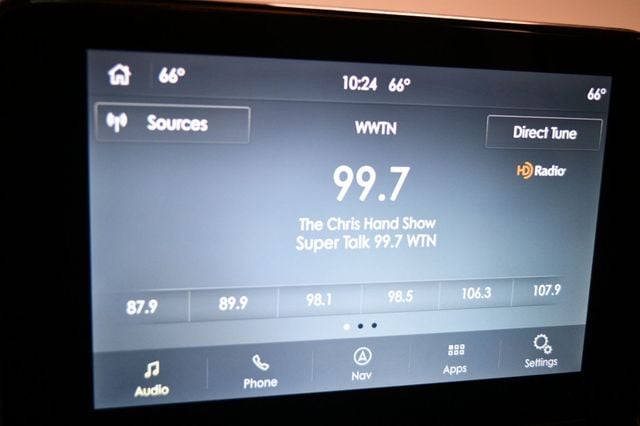 66°
10:24 66°
66°
Sources
WWTN
Direct Tune
99.7
HD Radio
The Chris Hand Show
Super Talk 99.7 WTN
87.9 89.9 98.1 98.5 106.3 107.9
Audio Phone Nav Apps Settings